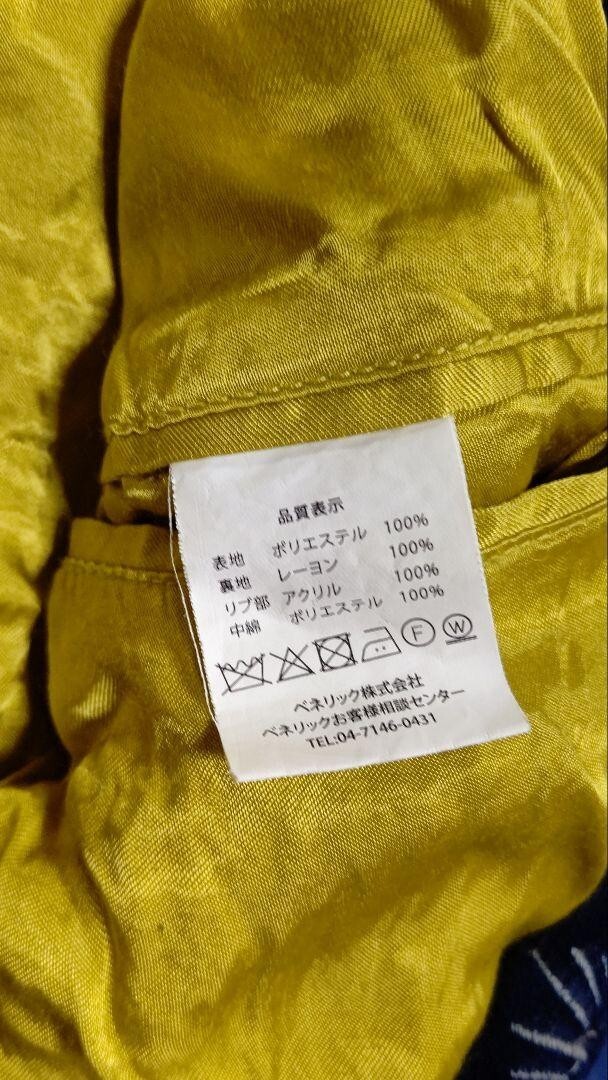 品質表示
表地 ポリエステル 100%
裏地 レーヨン 100%
リブ部 アクリル 100%
中綿 ポリエステル 100%
F W
ベネリック株式会社
ベネリックお客様相談センター
TEL:04-7146-0431